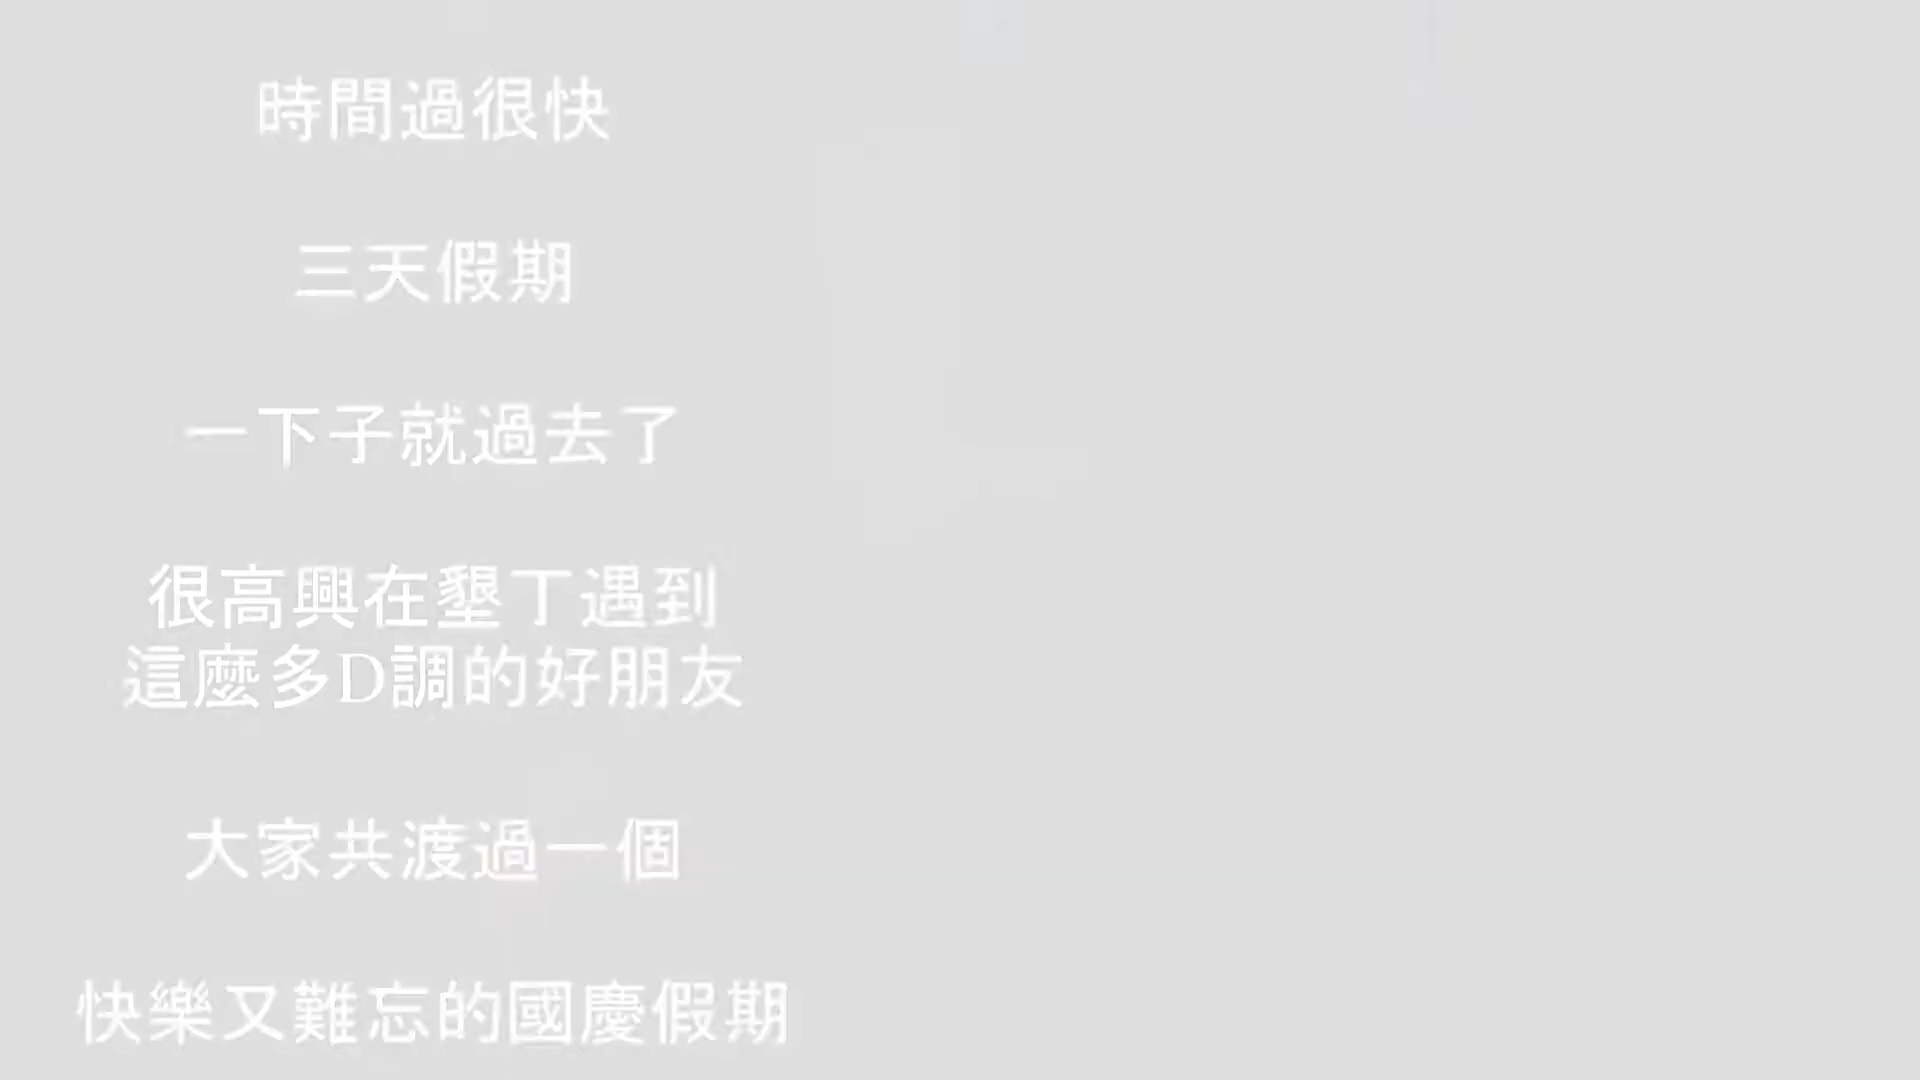 時間過很快
三天假期
一下子就過去了
很高興在墾丁遇到
這麼多D調的好朋友
大家共渡過一個
快樂又難忘的國慶假期